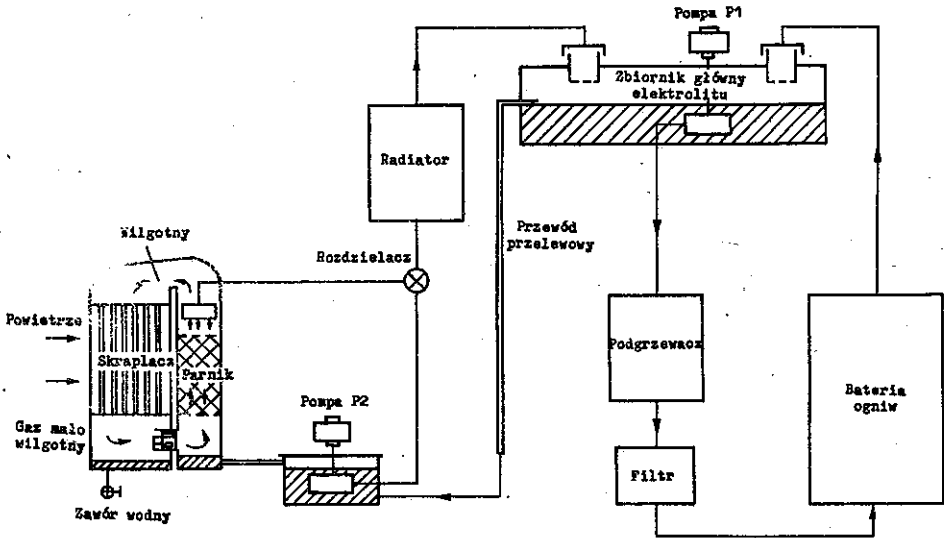 Pompa P1
Zbiornik główny
elektrolitu
Radiator
Przewód
przelewowy
Wilgotny
Rozdzielacz
Powietrze
Skraplacz
Parnik
Podgrzewacz
Bateria
ogniw
Pompa P2
Gaz mało
wilgotny
Filtr
Zawór wodny